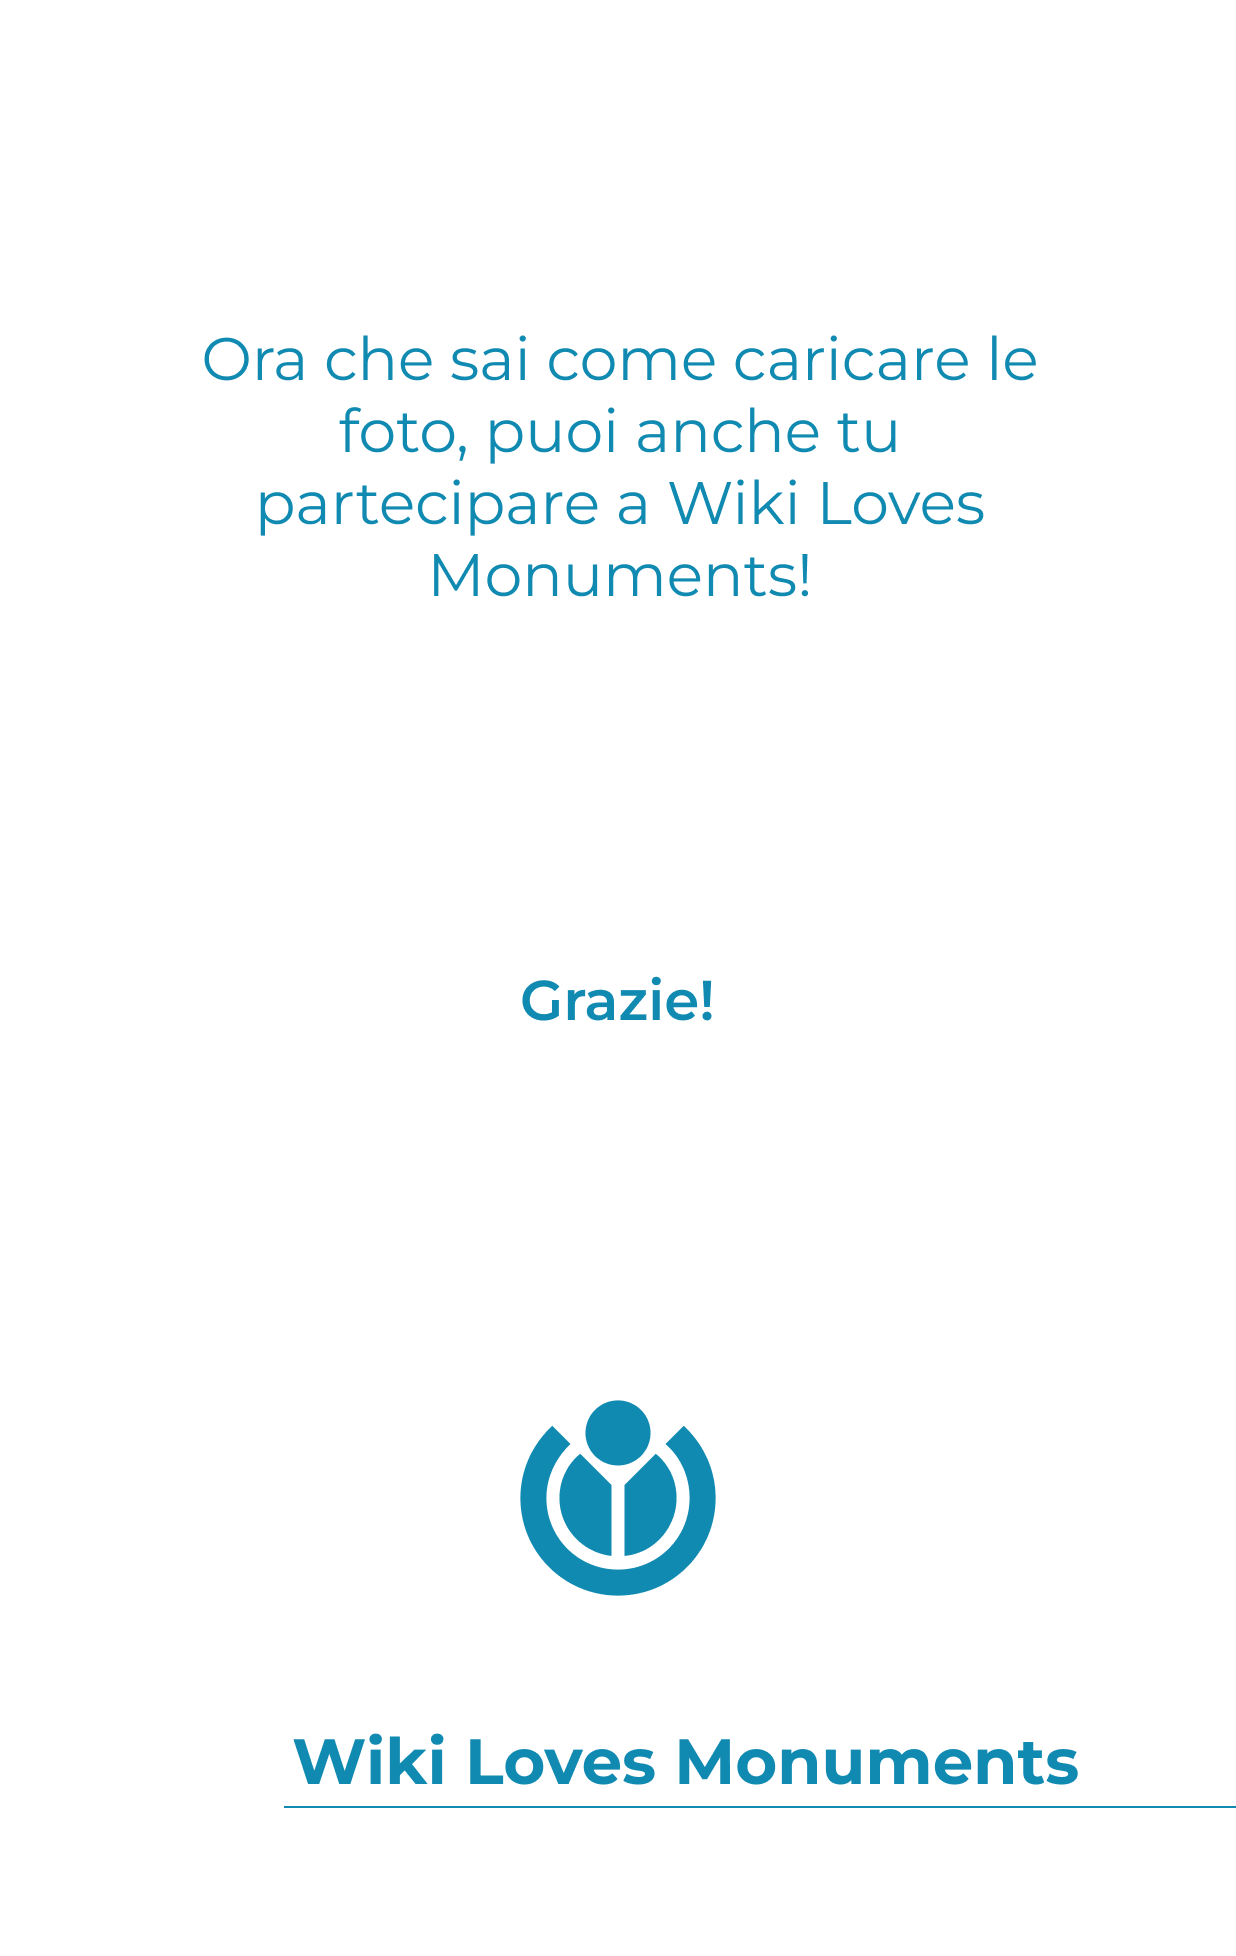 Ora che sai come caricare le
foto, puoi anche tu
partecipare a Wiki Loves
Monuments!
Grazie!
Wiki Loves Monuments